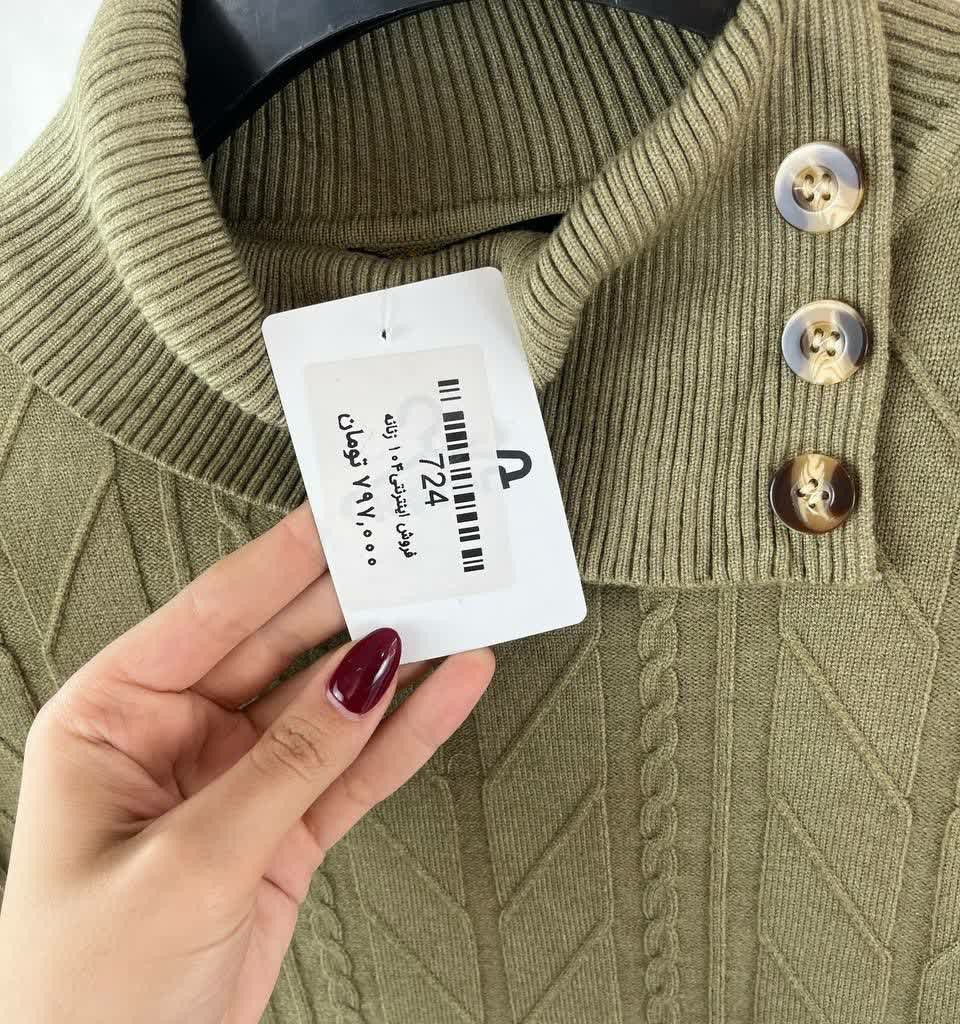 724
فروش اینترنتی ۱۰۴ زنانه
۷۹۷,۰۰۰ تومان